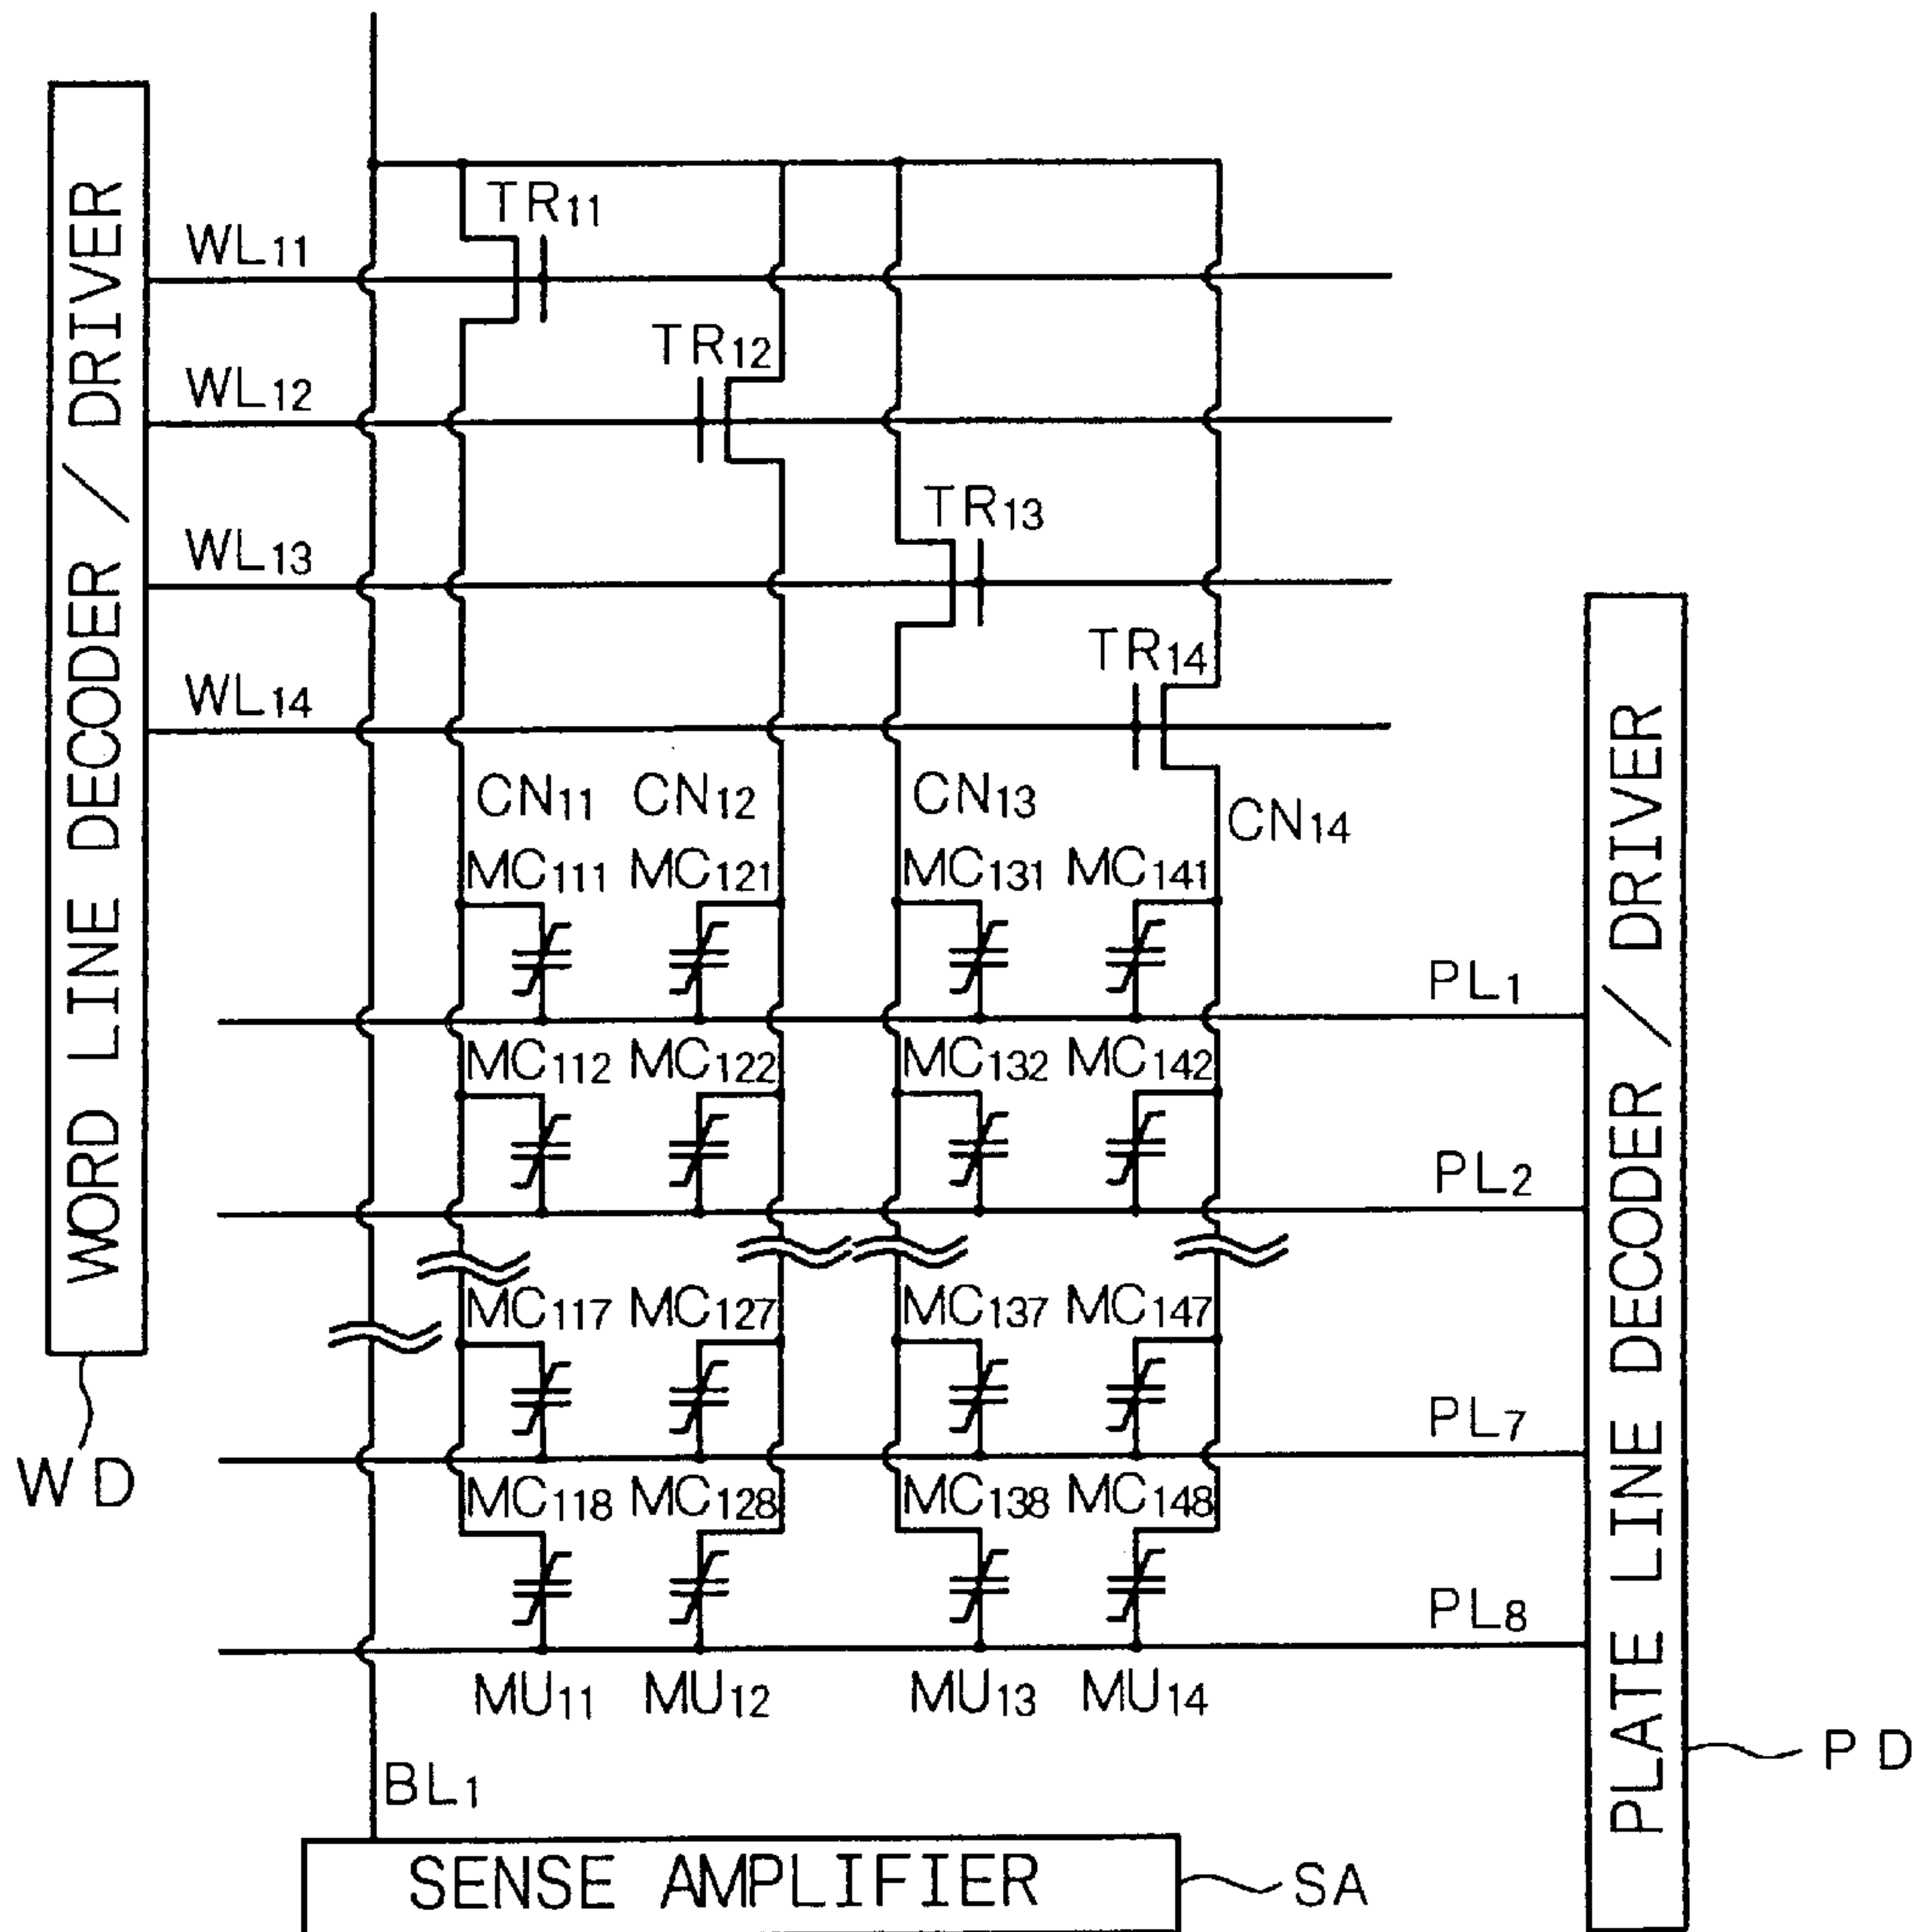 WORD LINE DECODER / DRIVER
WD
TR11
WL11
TR12
WL12
TR13
WL13
TR14
WL14
CN11 CN12 CN13 CN14
MC111 MC121 MC131 MC141
PL1
MC112 MC122 MC132 MC142
PL2
MC117 MC127 MC137 MC147
PL7
MC118 MC128 MC138 MC148
PL8
MU11 MU12 MU13 MU14
BL1
SENSE AMPLIFIER
SA
PLATE LINE DECODER / DRIVER
PD